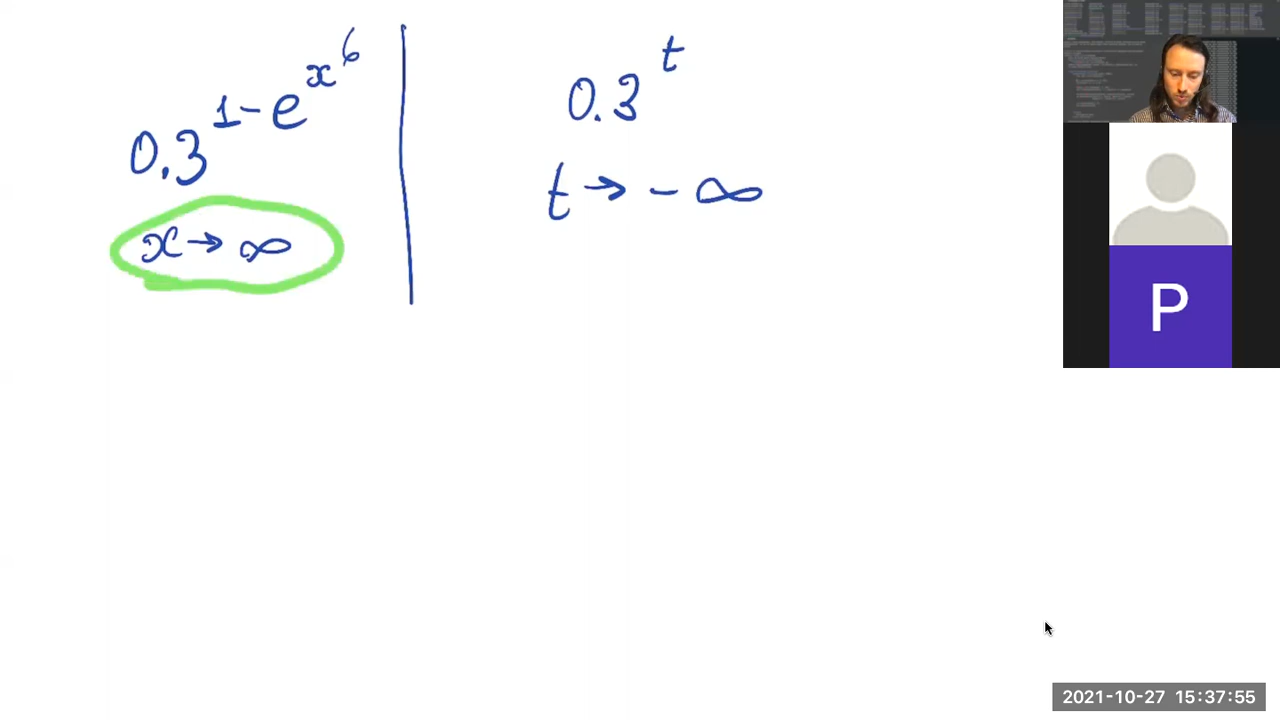 0.3^{1-e^{x^6}}
x → ∞
0.3^t
t → - ∞
P
2021-10-27 15:37:55